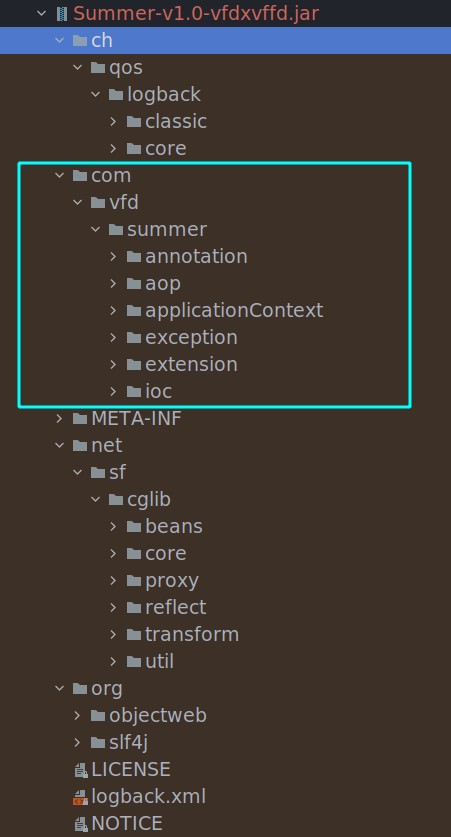 Summer-v1.0-vfdxvffd.jar
ch
qos
logback
classic
core
com
vfd
summer
annotation
aop
applicationContext
exception
extension
ioc
META-INF
net
sf
cglib
beans
core
proxy
reflect
transform
util
org
objectweb
slf4j
LICENSE
logback.xml
NOTICE